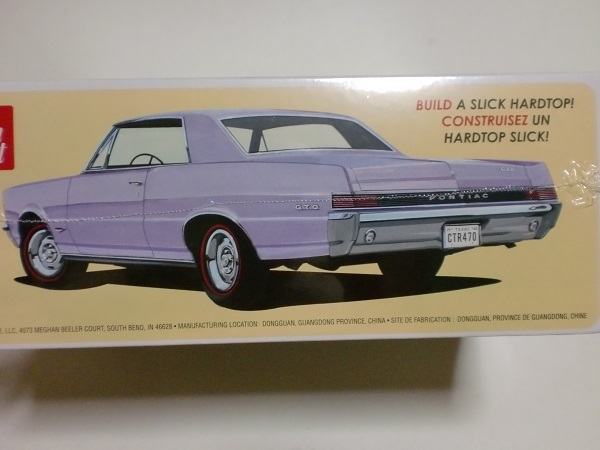 BUILD A SLICK HARDTOP!
CONSTRUISEZ UN
HARDTOP SLICK!
GTO
PONTIAC
CTR470
LLC, 4073 MEGHAN BEELER COURT, SOUTH BEND, IN 46628 • MANUFACTURING LOCATION: DONGGUAN, GUANGDONG PROVINCE, CHINA • SITE DE FABRICATION : DONGGUAN, PROVINCE DE GUANGDONG, CHINE